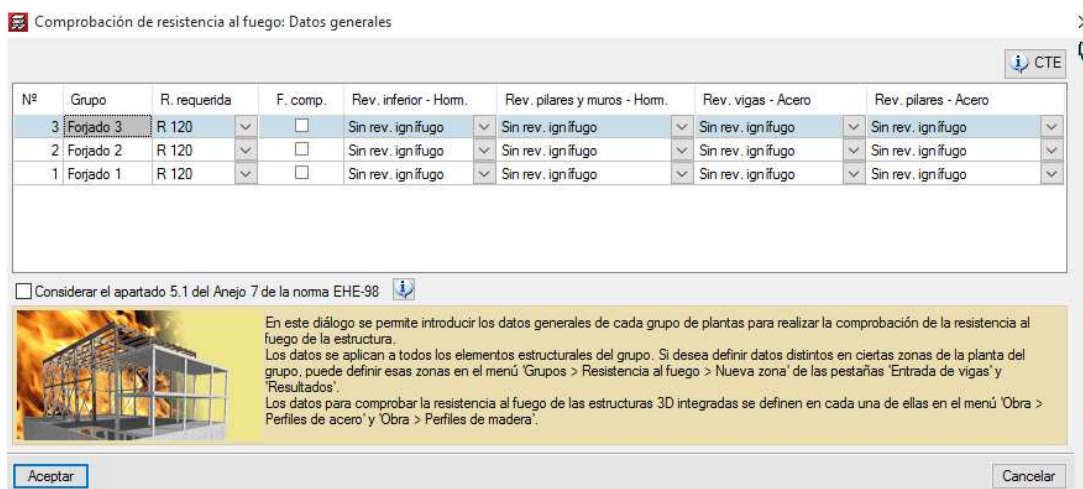 Comprobación de resistencia al fuego: Datos generales
CTE
Nº Grupo R. requerida F. comp. Rev. inferior - Horm. Rev. pilares y muros - Horm. Rev. vigas - Acero Rev. pilares - Acero
3 Forjado 3 R 120 Sin rev. ignífugo Sin rev. ignífugo Sin rev. ignífugo Sin rev. ignífugo
2 Forjado 2 R 120 Sin rev. ignífugo Sin rev. ignífugo Sin rev. ignífugo Sin rev. ignífugo
1 Forjado 1 R 120 Sin rev. ignífugo Sin rev. ignífugo Sin rev. ignífugo Sin rev. ignífugo
Considerar el apartado 5.1 del Anejo 7 de la norma EHE-98
En este diálogo se permite introducir los datos generales de cada grupo de plantas para realizar la comprobación de la resistencia al
fuego de la estructura.
Los datos se aplican a todos los elementos estructurales del grupo. Si desea definir datos distintos en ciertas zonas de la planta del
grupo, puede definir esas zonas en el menú 'Grupos > Resistencia al fuego > Nueva zona' de las pestañas 'Entrada de vigas' y
'Resultados'.
Los datos para comprobar la resistencia al fuego de las estructuras 3D integradas se definen en cada una de ellas en el menú 'Obra >
Perfiles de acero' y 'Obra > Perfiles de madera'.
Aceptar Cancelar